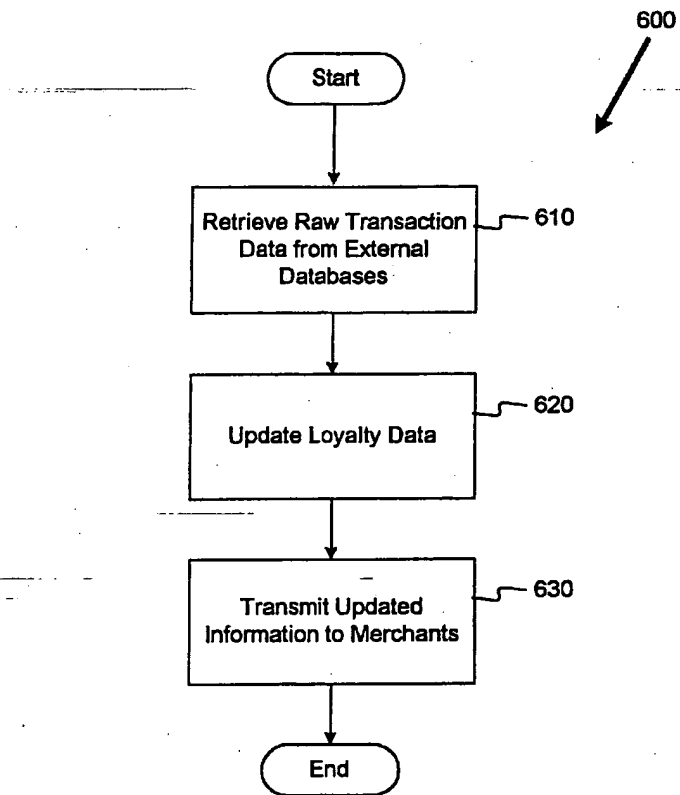 600
Start
Retrieve Raw Transaction
Data from External
Databases
610
Update Loyalty Data
620
Transmit Updated
Information to Merchants
630
End